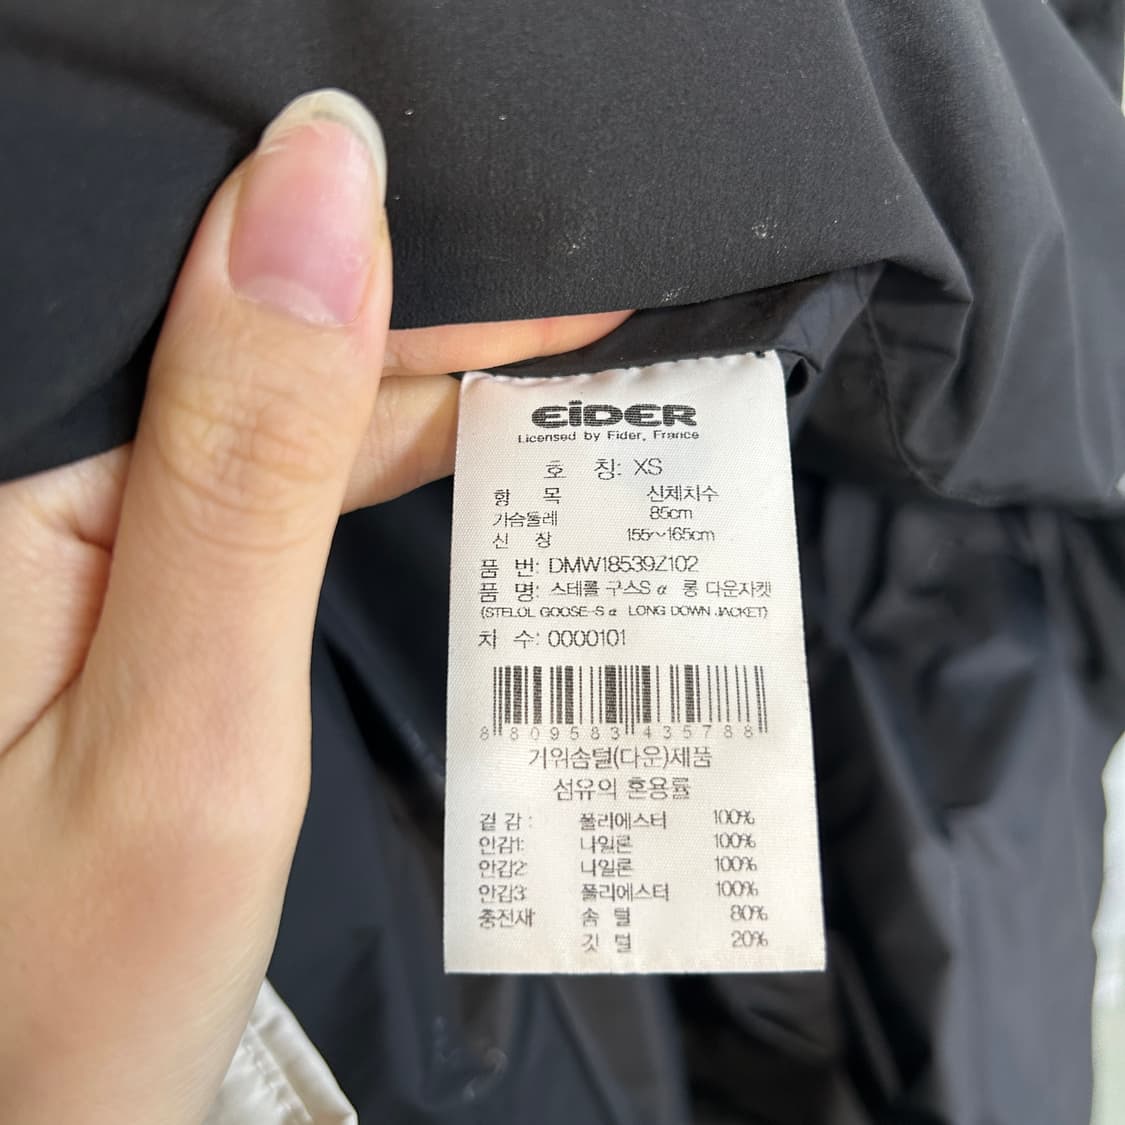 EiDER
Licensed by Eider, France
호 칭: XS
항 목 신체치수
가슴둘레 85cm
신 장 155~165cm
품 번: DMW18539Z102
품 명: 스테롤 구스S α 롱 다운자켓
(STELOL GOOSE-S α LONG DOWN JACKET)
차 수: 0000101
8 809583 435788
거위솜털(다운)제품
섬유의 혼용률
겉감: 폴리에스터 100%
안감1: 나일론 100%
안감2: 나일론 100%
안감3: 폴리에스터 100%
충전재 솜 털 80%
깃 털 20%